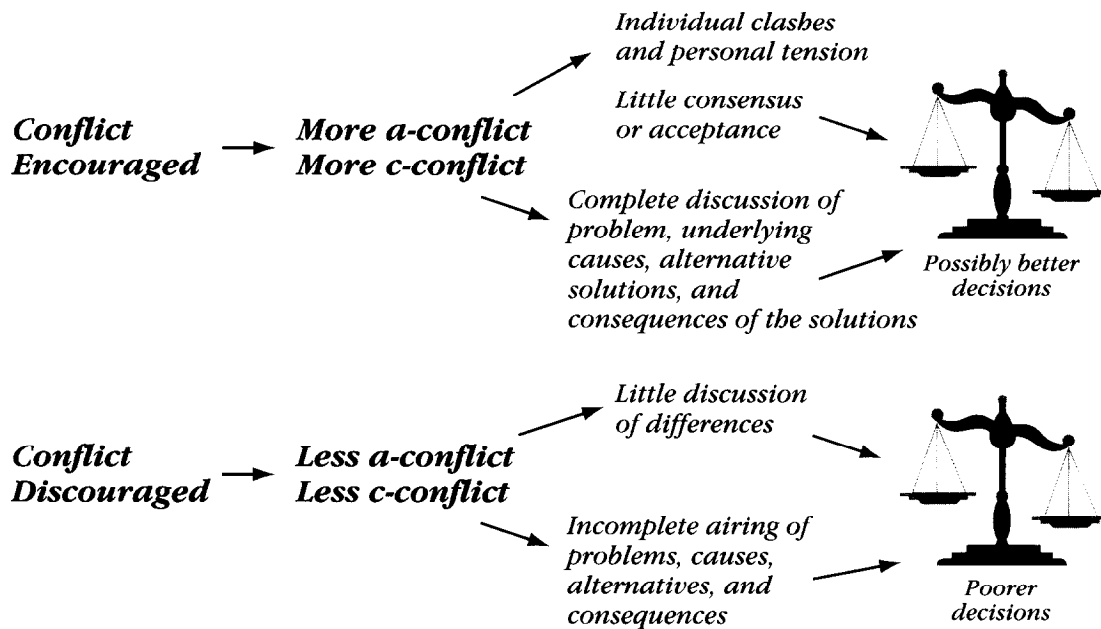 Individual clashes
and personal tension
Conflict
Encouraged
More a-conflict
More c-conflict
Little consensus
or acceptance
Complete discussion of
problem, underlying
causes, alternative
solutions, and
consequences of the solutions
Possibly better
decisions
Conflict
Discouraged
Less a-conflict
Less c-conflict
Little discussion
of differences
Incomplete airing of
problems, causes,
alternatives, and
consequences
Poorer
decisions